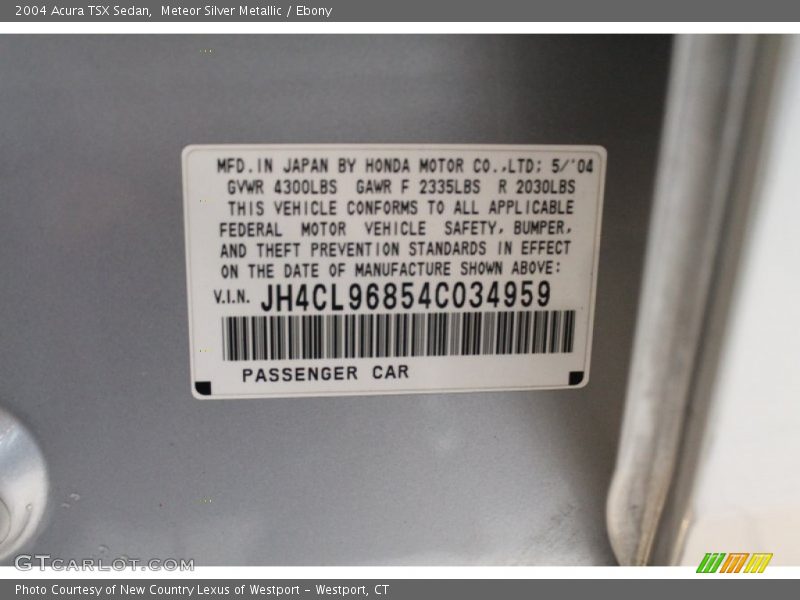 2004 Acura TSX Sedan,  Meteor Silver Metallic / Ebony
MFD. IN JAPAN BY HONDA MOTOR CO., LTD; 5/'04
GVWR 4300LBS GAWR F 2335LBS R 2030LBS
THIS VEHICLE CONFORMS TO ALL APPLICABLE
FEDERAL MOTOR VEHICLE SAFETY, BUMPER,
AND THEFT PREVENTION STANDARDS IN EFFECT
ON THE DATE OF MANUFACTURE SHOWN ABOVE:
V.I.N. JH4CL96854C034959
PASSENGER CAR
GTCarLot.com
Photo Courtesy of New Country Lexus of Westport - Westport, CT